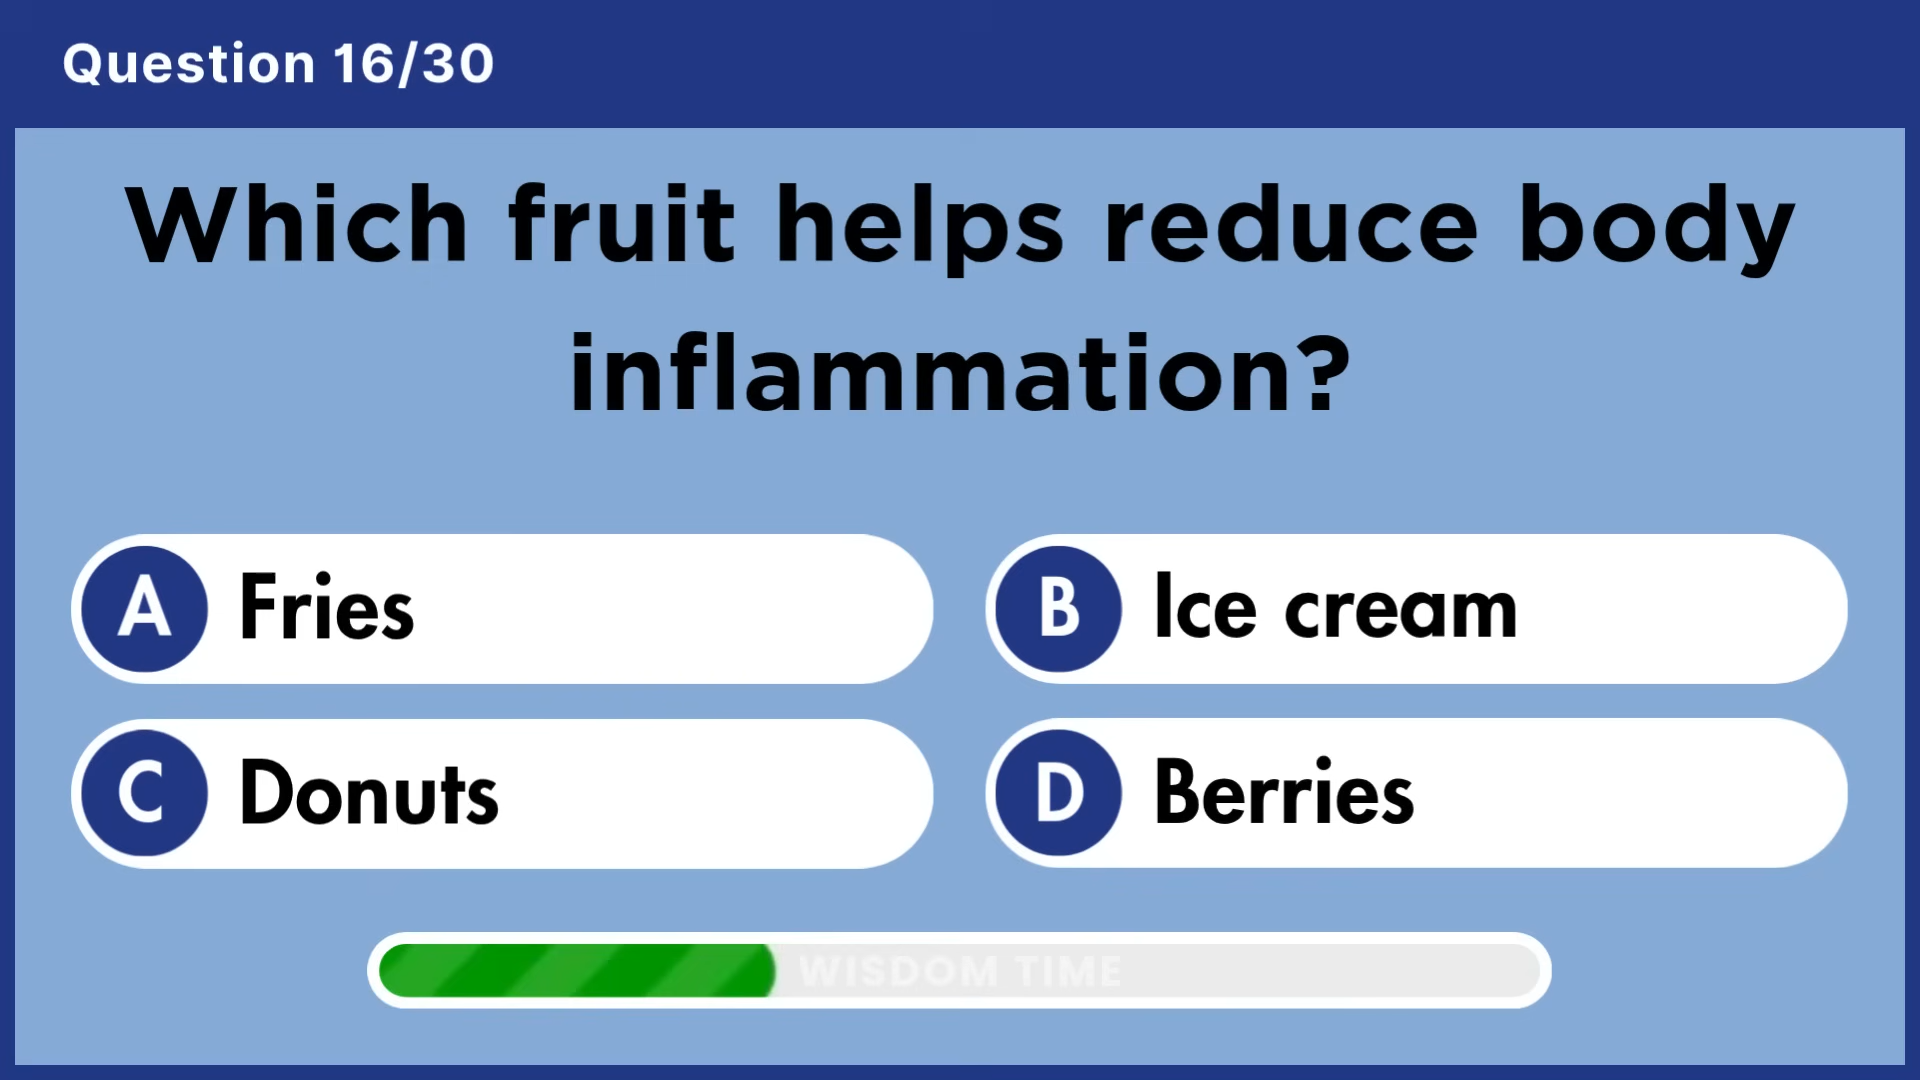 Question 16/30
Which fruit helps reduce body
inflammation?
A Fries
B Ice cream
C Donuts
D Berries
WISDOM TIME